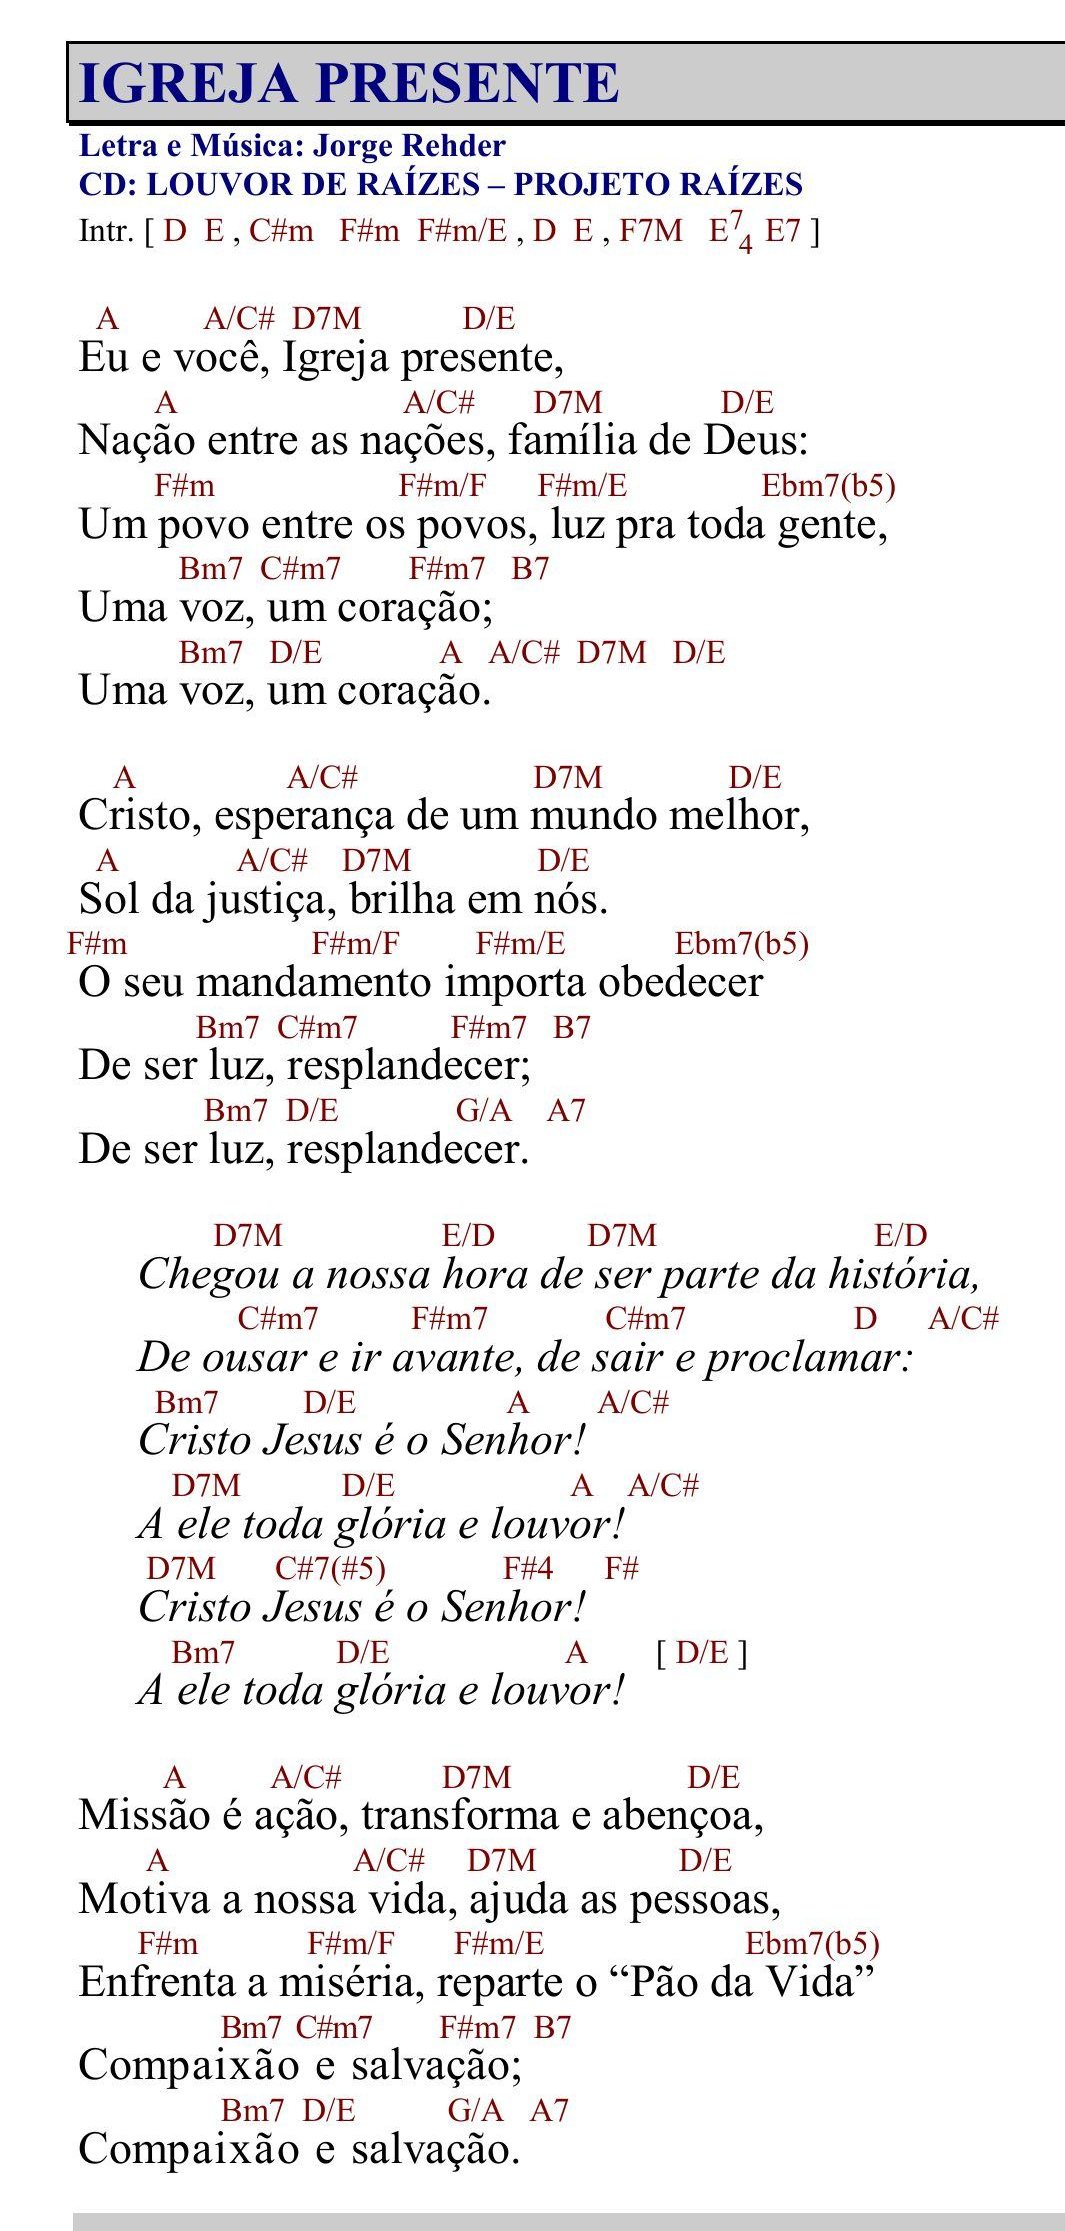 IGREJA PRESENTE
Letra e Música: Jorge Rehder
CD: LOUVOR DE RAÍZES – PROJETO RAÍZES
Intr. [ D E , C#m F#m F#m/E , D E , F7M E7/4 E7 ]
A A/C# D7M D/E
Eu e você, Igreja presente,
A A/C# D7M D/E
Nação entre as nações, família de Deus:
F#m F#m/F F#m/E Ebm7(b5)
Um povo entre os povos, luz pra toda gente,
Bm7 C#m7 F#m7 B7
Uma voz, um coração;
Bm7 D/E A A/C# D7M D/E
Uma voz, um coração.
A A/C# D7M D/E
Cristo, esperança de um mundo melhor,
A A/C# D7M D/E
Sol da justiça, brilha em nós.
F#m F#m/F F#m/E Ebm7(b5)
O seu mandamento importa obedecer
Bm7 C#m7 F#m7 B7
De ser luz, resplandecer;
Bm7 D/E G/A A7
De ser luz, resplandecer.
D7M E/D D7M E/D
Chegou a nossa hora de ser parte da história,
C#m7 F#m7 C#m7 D A/C#
De ousar e ir avante, de sair e proclamar:
Bm7 D/E A A/C#
Cristo Jesus é o Senhor!
D7M D/E A A/C#
A ele toda glória e louvor!
D7M C#7(#5) F#4 F#
Cristo Jesus é o Senhor!
Bm7 D/E A [ D/E ]
A ele toda glória e louvor!
A A/C# D7M D/E
Missão é ação, transforma e abençoa,
A A/C# D7M D/E
Motiva a nossa vida, ajuda as pessoas,
F#m F#m/F F#m/E Ebm7(b5)
Enfrenta a miséria, reparte o “Pão da Vida”
Bm7 C#m7 F#m7 B7
Compaixão e salvação;
Bm7 D/E G/A A7
Compaixão e salvação.